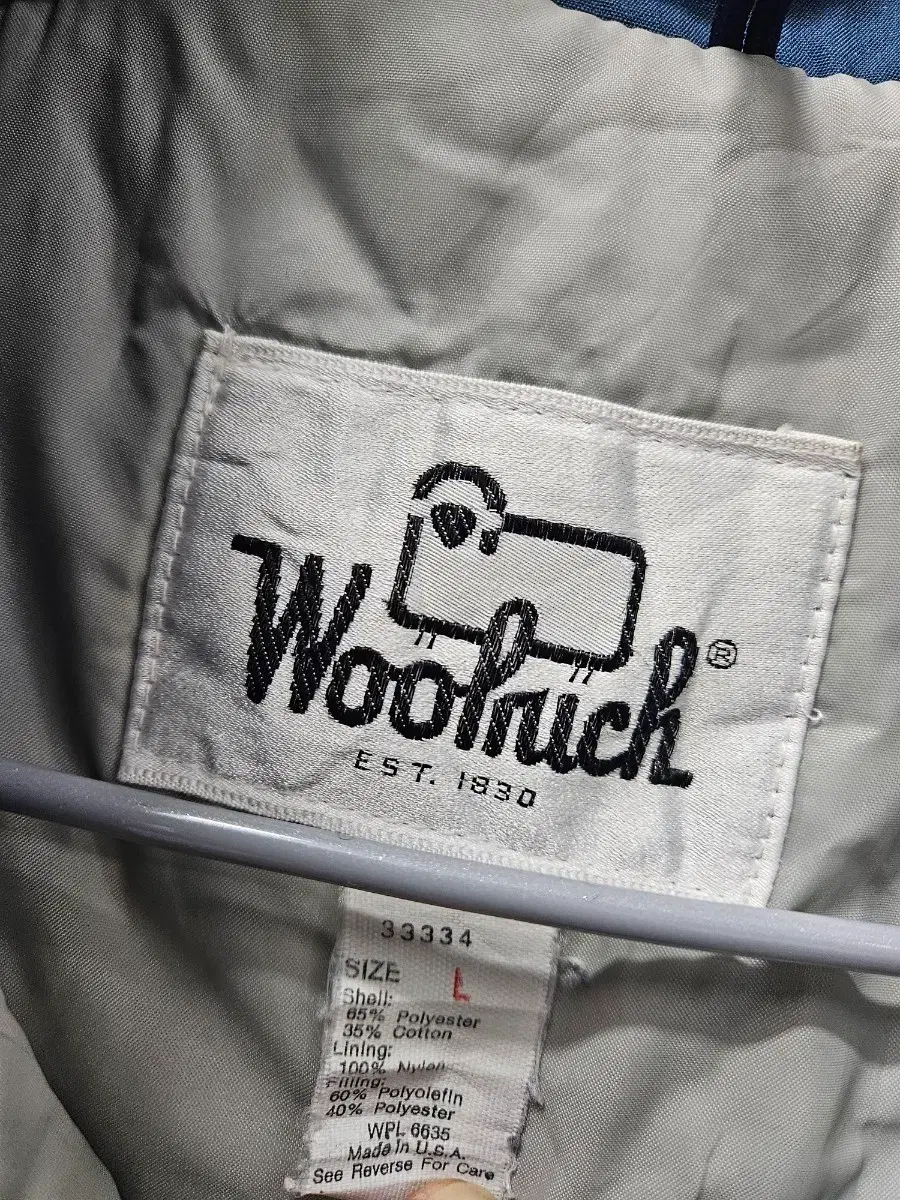 Woolrich®
EST. 1830
33334
SIZE L
Shell:
65% Polyester
35% Cotton
Lining:
100% Nylon
Filling:
60% Polyolefin
40% Polyester
WPL 6635
Made in U.S.A.
See Reverse For Care